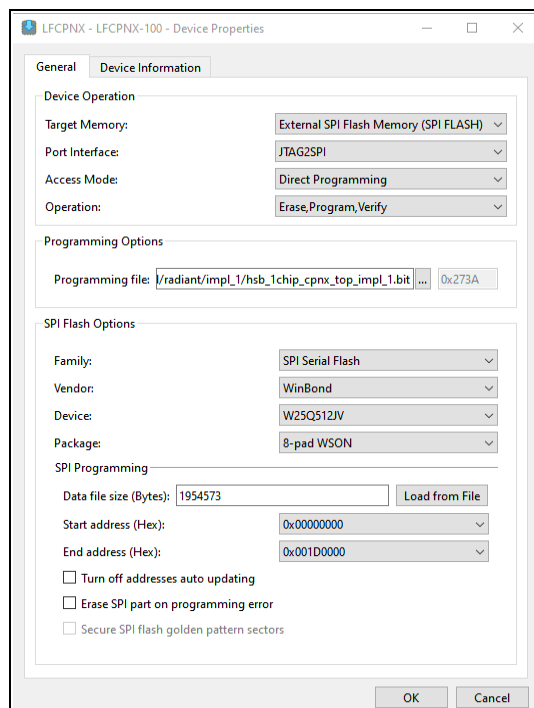 LFCPNX - LFCPNX-100 - Device Properties
General Device Information
Device Operation
Target Memory: External SPI Flash Memory (SPI FLASH)
Port Interface: JTAG2SPI
Access Mode: Direct Programming
Operation: Erase,Program,Verify
Programming Options
Programming file: l/radiant/impl_1/hsb_1chip_cpnx_top_impl_1.bit ... 0x273A
SPI Flash Options
Family: SPI Serial Flash
Vendor: WinBond
Device: W25Q512JV
Package: 8-pad WSON
SPI Programming
Data file size (Bytes): 1954573 Load from File
Start address (Hex): 0x00000000
End address (Hex): 0x001D0000
Turn off addresses auto updating
Erase SPI part on programming error
Secure SPI flash golden pattern sectors
OK Cancel